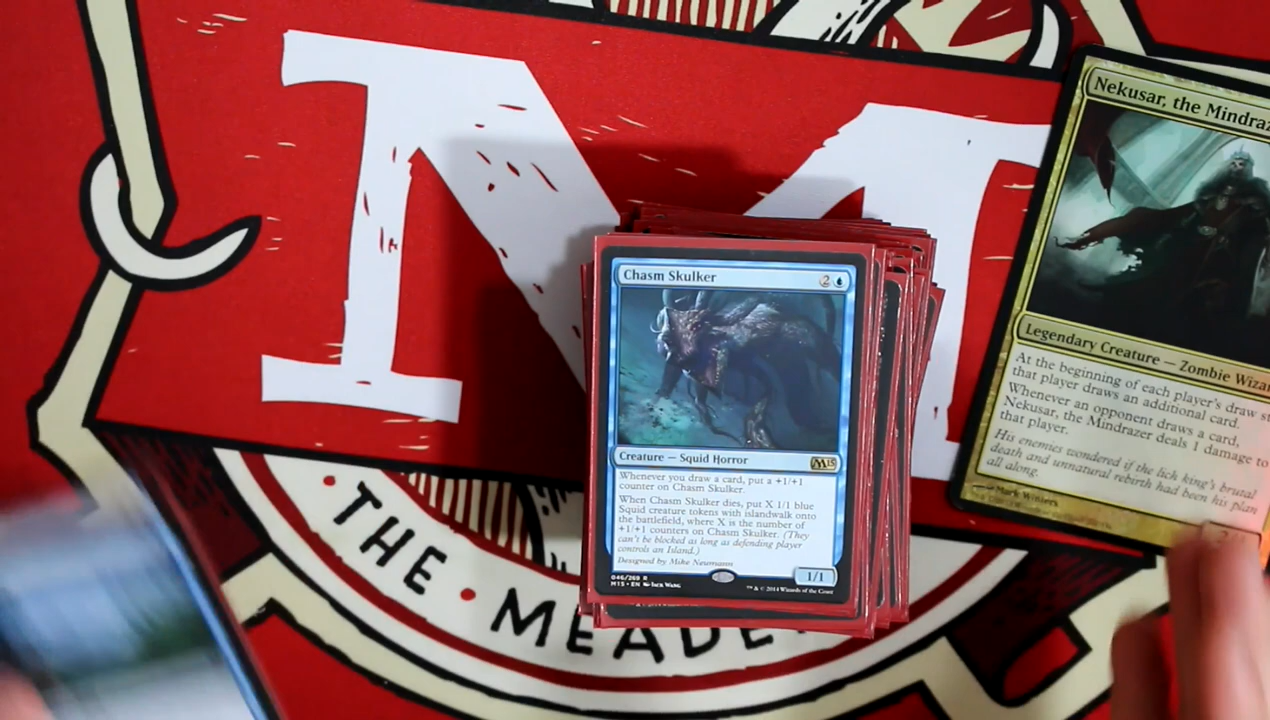 M
THE • MEADE
Chasm Skulker 2
Creature — Squid Horror
M15
Whenever you draw a card, put a +1/+1
counter on Chasm Skulker.
When Chasm Skulker dies, put X 1/1 blue
Squid creature tokens with islandwalk onto
the battlefield, where X is the number of
+1/+1 counters on Chasm Skulker. (They
can't be blocked as long as defending player
controls an Island.)
Designed by Mike Neumann
1/1
046/269 R
M15 • EN Jack Wang
™ & © 2014 Wizards of the Coast
Nekusar, the Mindraz
Legendary Creature — Zombie Wiza
At the beginning of each player's draw st
that player draws an additional card.
Whenever an opponent draws a card,
Nekusar, the Mindrazer deals 1 damage to
that player.
His enemies wondered if the lich king's brutal
death and unnatural rebirth had been his plan
all along.
Mark Winters